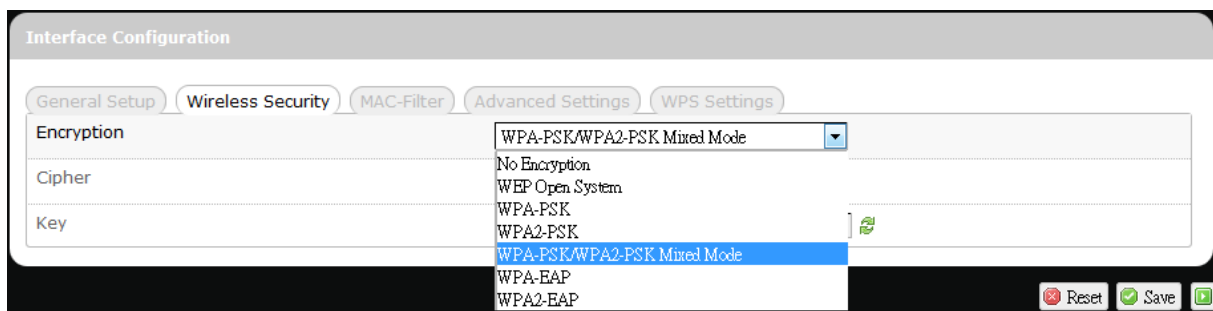 Interface Configuration
General Setup Wireless Security MAC-Filter Advanced Settings WPS Settings
Encryption WPA-PSK/WPA2-PSK Mixed Mode
No Encryption
Cipher
WEP Open System
WPA-PSK
Key
WPA2-PSK
WPA-PSK/WPA2-PSK Mixed Mode
WPA-EAP
WPA2-EAP
Reset Save